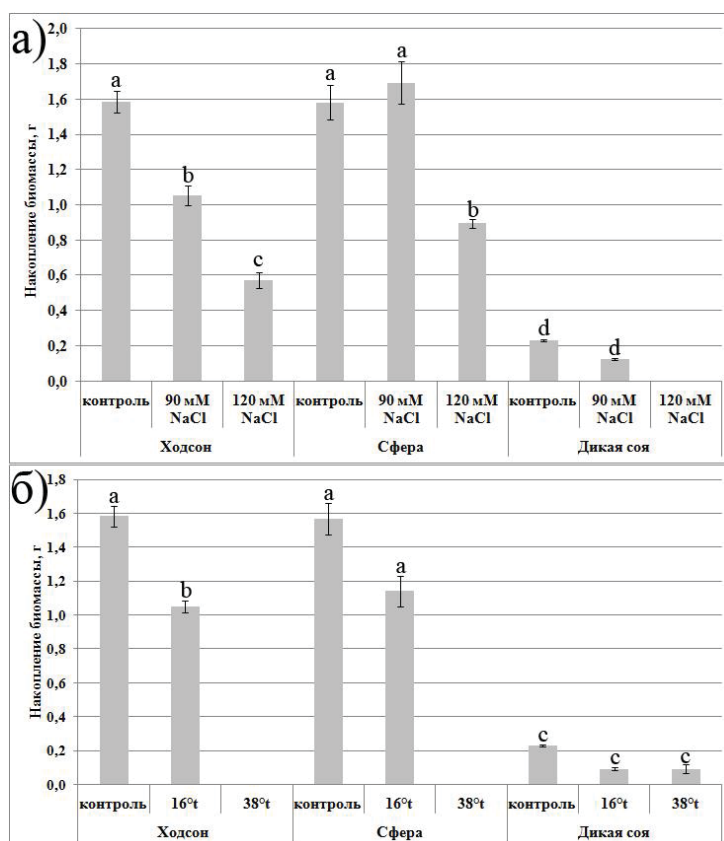 а)
Накопление биомассы, г
2,0
1,8
1,6
1,4
1,2
1,0
0,8
0,6
0,4
0,2
0,0
a b c a a b d d
контроль 90 мМ 120 мМ контроль 90 мМ 120 мМ контроль 90 мМ 120 мМ
NaCl NaCl NaCl NaCl NaCl NaCl
Ходсон Сфера Дикая соя
б)
Накопление биомассы, г
1,8
1,6
1,4
1,2
1,0
0,8
0,6
0,4
0,2
0,0
a b a a c c c
контроль 16°t 38°t контроль 16°t 38°t контроль 16°t 38°t
Ходсон Сфера Дикая соя